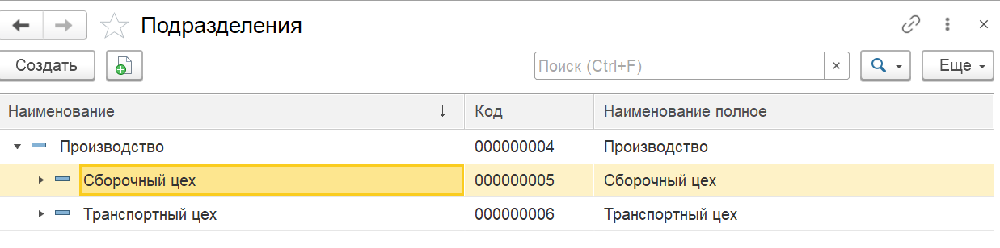 Подразделения
Создать
Поиск (Ctrl+F)
Еще
Наименование Код Наименование полное
Производство 000000004 Производство
Сборочный цех 000000005 Сборочный цех
Транспортный цех 000000006 Транспортный цех